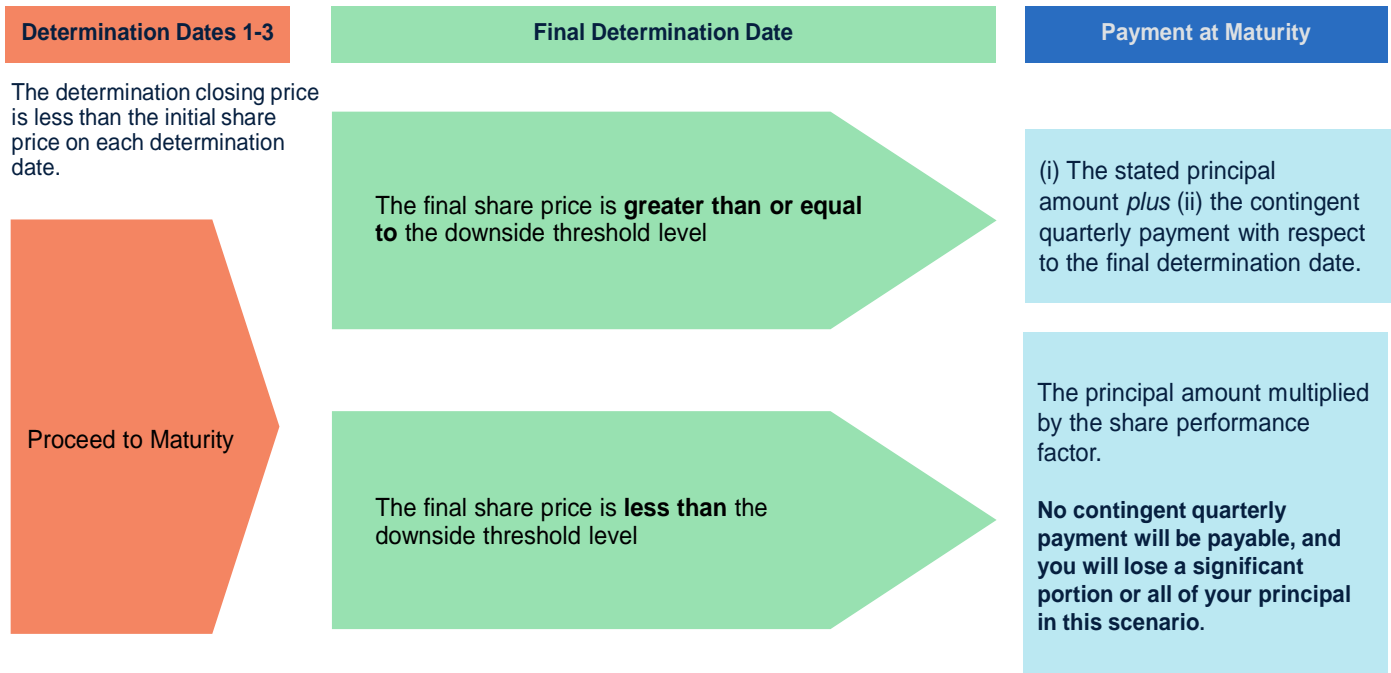 Determination Dates 1-3
Final Determination Date
Payment at Maturity
The determination closing price
is less than the initial share
price on each determination
date.
Proceed to Maturity
The final share price is greater than or equal
to the downside threshold level
(i) The stated principal
amount plus (ii) the contingent
quarterly payment with respect
to the final determination date.
The final share price is less than the
downside threshold level
The principal amount multiplied
by the share performance
factor.
No contingent quarterly
payment will be payable, and
you will lose a significant
portion or all of your principal
in this scenario.